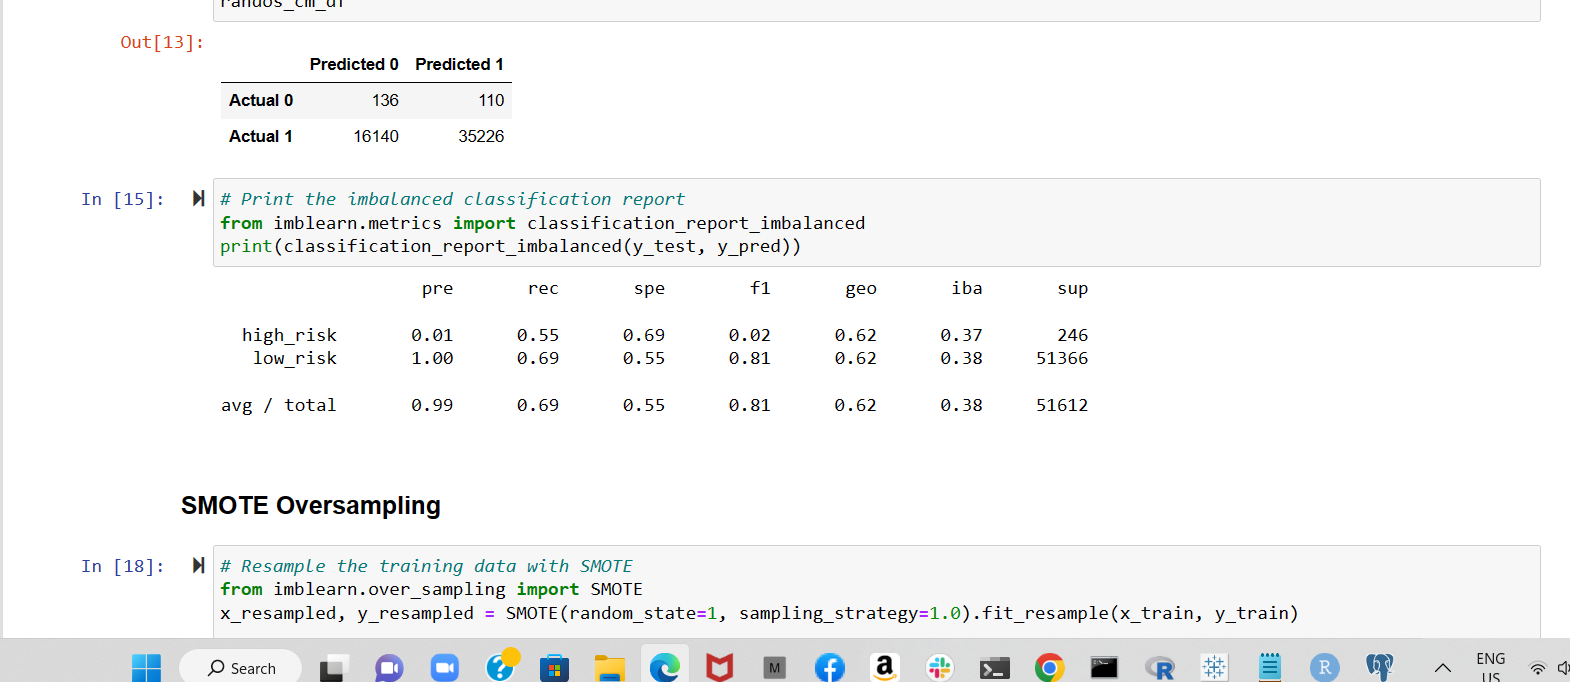 randos_cm_df
Out[13]:
Predicted 0 Predicted 1
Actual 0 136 110
Actual 1 16140 35226
In [15]: # Print the imbalanced classification report
from imblearn.metrics import classification_report_imbalanced
print(classification_report_imbalanced(y_test, y_pred))
pre rec spe f1 geo iba sup
high_risk 0.01 0.55 0.69 0.02 0.62 0.37 246
low_risk 1.00 0.69 0.55 0.81 0.62 0.38 51366
avg / total 0.99 0.69 0.55 0.81 0.62 0.38 51612
SMOTE Oversampling
In [18]: # Resample the training data with SMOTE
from imblearn.over_sampling import SMOTE
x_resampled, y_resampled = SMOTE(random_state=1, sampling_strategy=1.0).fit_resample(x_train, y_train)
Search M a R R ENG
US